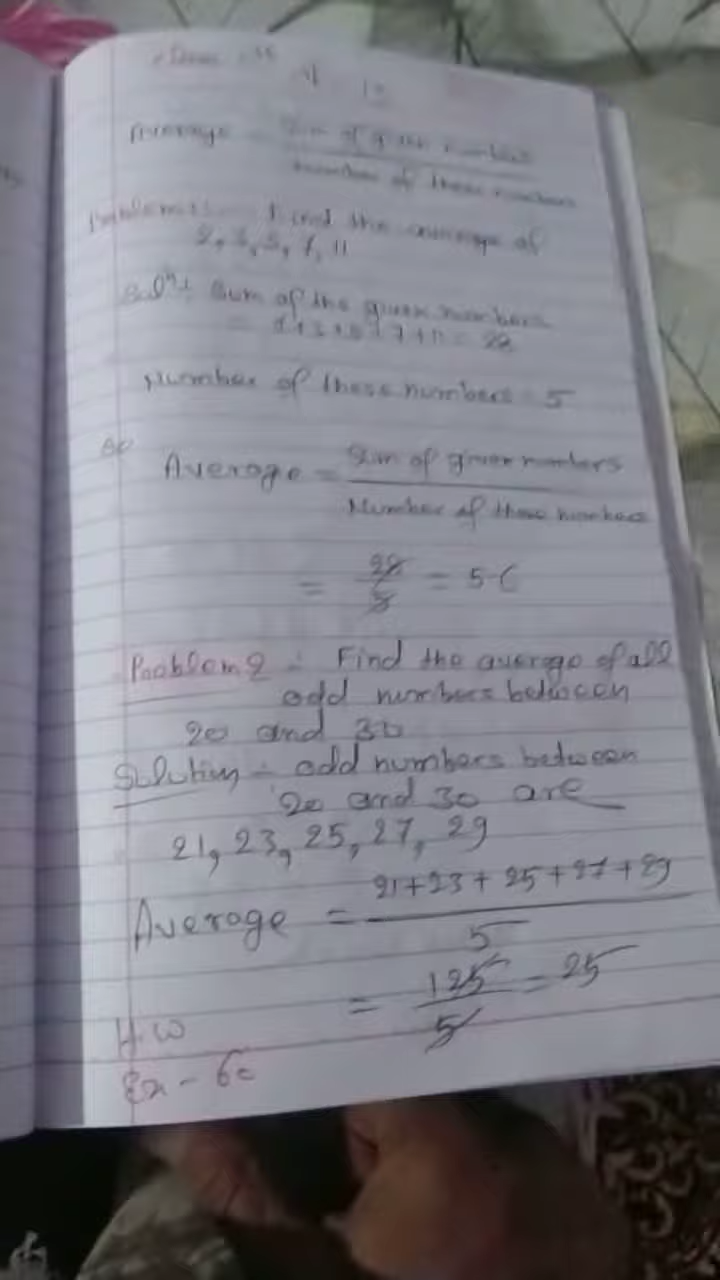 Average = Sum of given numbers
Number of these numbers
Problem 1:- Find the average of
2, 3, 5, 7, 11
Soln:- Sum of the given numbers
= 2+3+5+7+11 = 28
Number of these numbers = 5
So
Average = Sum of given numbers
Number of these numbers
= 28/5 = 5.6
Problem 2 :- Find the average of all
odd numbers between
20 and 30
Solution - odd numbers between
20 and 30 are
21, 23, 25, 27, 29
Average = 21+23+25+27+29
5
= 125/5 = 25
H.W
Ex - 6c